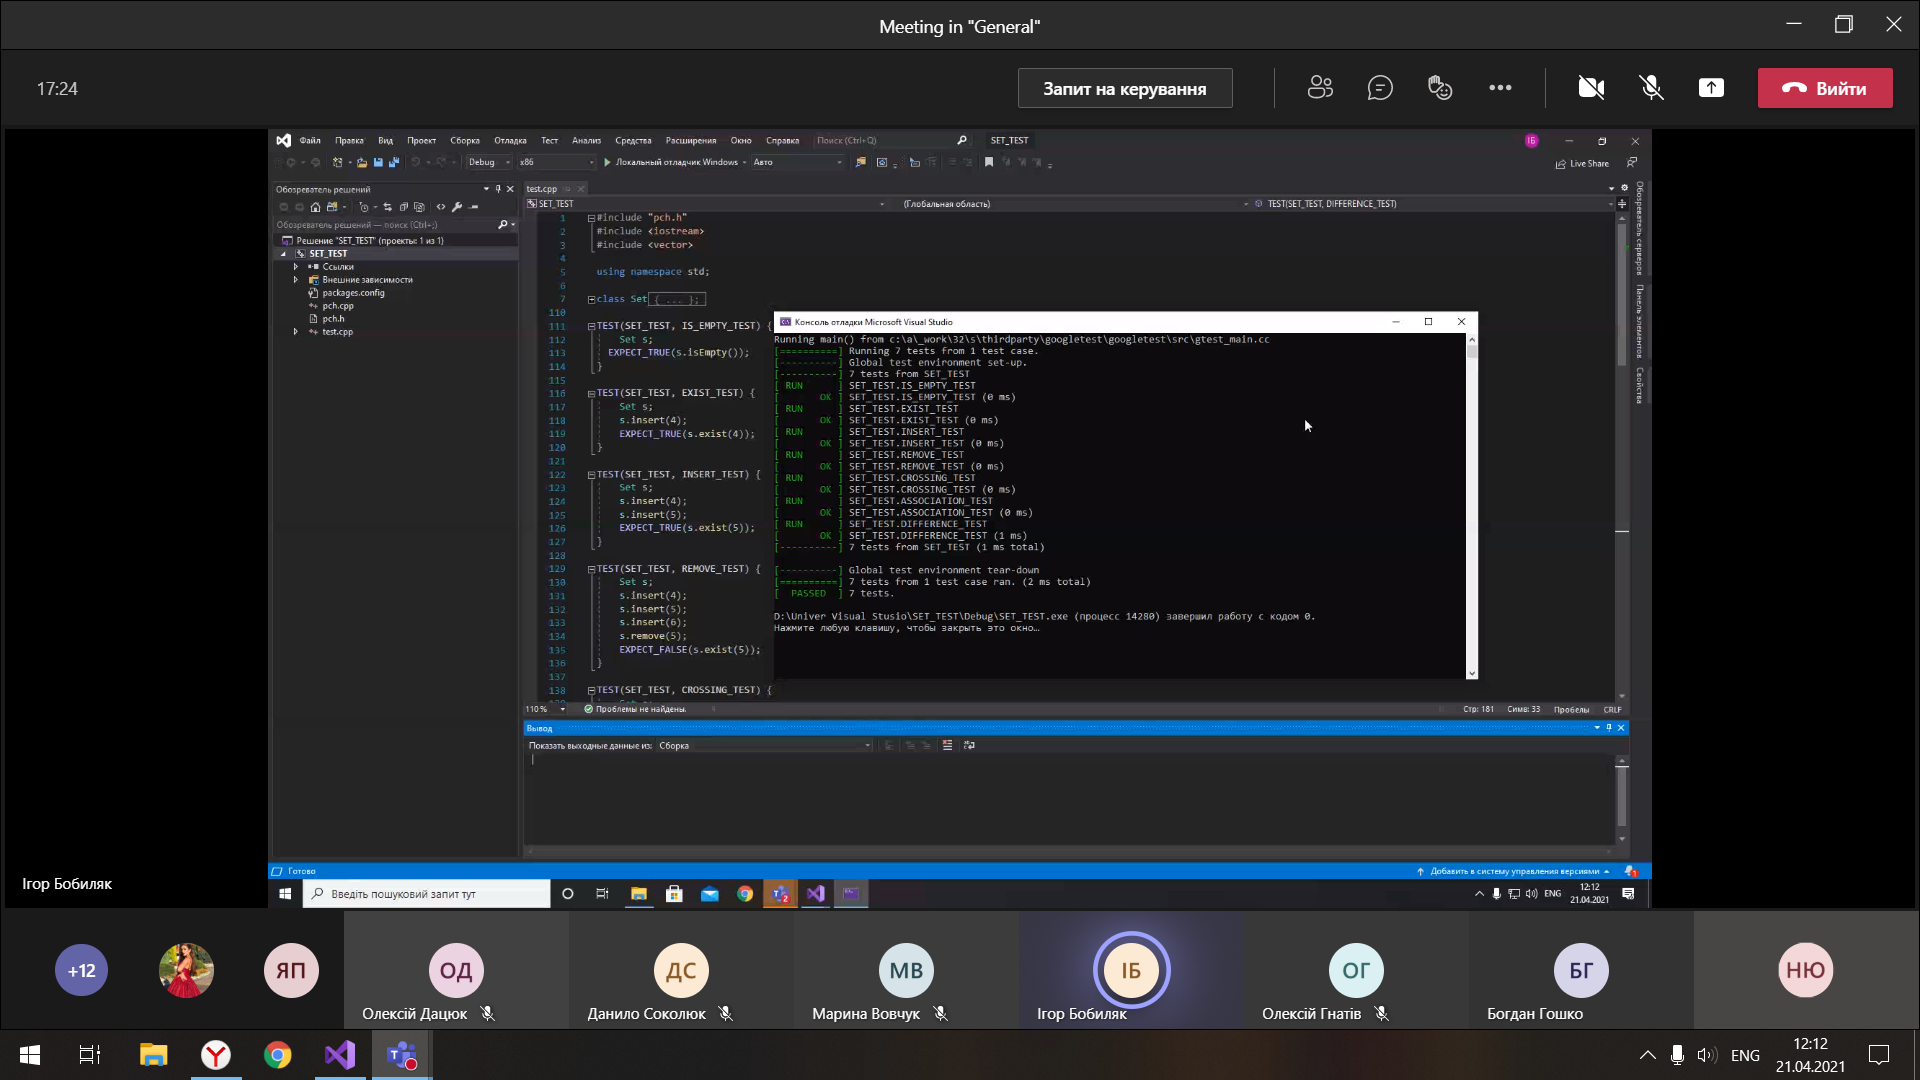 Meeting in "General"
17:24
Запит на керування
Вийти
Файл Правка Вид Проект Сборка Отладка Тест Анализ Средства Расширения Окно Справка Поиск (Ctrl+Q) SET_TEST ІБ
Debug x86 Локальный отладчик Windows Авто Live Share
Обозреватель решений
Обозреватель решений — поиск (Ctrl+;)
Решение "SET_TEST" (проекты: 1 из 1)
SET_TEST
Ссылки
Внешние зависимости
packages.config
pch.cpp
pch.h
test.cpp
test.cpp
SET_TEST (Глобальная область) TEST(SET_TEST, DIFFERENCE_TEST)
1 #include "pch.h"
2 #include <iostream>
3 #include <vector>
4
5 using namespace std;
6
7 class Set { ... };
110
111 TEST(SET_TEST, IS_EMPTY_TEST) {
112 Set s;
113 EXPECT_TRUE(s.isEmpty());
114 }
115
116 TEST(SET_TEST, EXIST_TEST) {
117 Set s;
118 s.insert(4);
119 EXPECT_TRUE(s.exist(4));
120 }
121
122 TEST(SET_TEST, INSERT_TEST) {
123 Set s;
124 s.insert(4);
125 s.insert(5);
126 EXPECT_TRUE(s.exist(5));
127 }
128
129 TEST(SET_TEST, REMOVE_TEST) {
130 Set s;
131 s.insert(4);
132 s.insert(5);
133 s.insert(6);
134 s.remove(5);
135 EXPECT_FALSE(s.exist(5));
136 }
137
138 TEST(SET_TEST, CROSSING_TEST) {
Консоль отладки Microsoft Visual Studio
Running main() from c:\a\_work\32\s\thirdparty\googletest\googletest\src\gtest_main.cc
[==========] Running 7 tests from 1 test case.
[----------] Global test environment set-up.
[----------] 7 tests from SET_TEST
[ RUN      ] SET_TEST.IS_EMPTY_TEST
[       OK ] SET_TEST.IS_EMPTY_TEST (0 ms)
[ RUN      ] SET_TEST.EXIST_TEST
[       OK ] SET_TEST.EXIST_TEST (0 ms)
[ RUN      ] SET_TEST.INSERT_TEST
[       OK ] SET_TEST.INSERT_TEST (0 ms)
[ RUN      ] SET_TEST.REMOVE_TEST
[       OK ] SET_TEST.REMOVE_TEST (0 ms)
[ RUN      ] SET_TEST.CROSSING_TEST
[       OK ] SET_TEST.CROSSING_TEST (0 ms)
[ RUN      ] SET_TEST.ASSOCIATION_TEST
[       OK ] SET_TEST.ASSOCIATION_TEST (0 ms)
[ RUN      ] SET_TEST.DIFFERENCE_TEST
[       OK ] SET_TEST.DIFFERENCE_TEST (1 ms)
[----------] 7 tests from SET_TEST (1 ms total)
[----------] Global test environment tear-down
[==========] 7 tests from 1 test case ran. (2 ms total)
[  PASSED  ] 7 tests.
D:\Univer Visual Stusio\SET_TEST\Debug\SET_TEST.exe (процесс 14280) завершил работу с кодом 0.
Нажмите любую клавишу, чтобы закрыть это окно…
Обозреватель серверов
Панель элементов
Свойства
110 % Проблемы не найдены. Стр: 181 Симв: 33 Пробелы CRLF
Вывод
Показать выходные данные из: Сборка
Готово Добавить в систему управления версиями 1
Ігор Бобиляк
Введіть пошуковий запит тут 2 ENG 12:12
21.04.2021
+12 ЯП ОД ДС МВ ІБ ОГ БГ НЮ
Олексій Дацюк Данило Соколюк Марина Вовчук Ігор Бобиляк Олексій Гнатів Богдан Гошко
ENG 12:12
21.04.2021